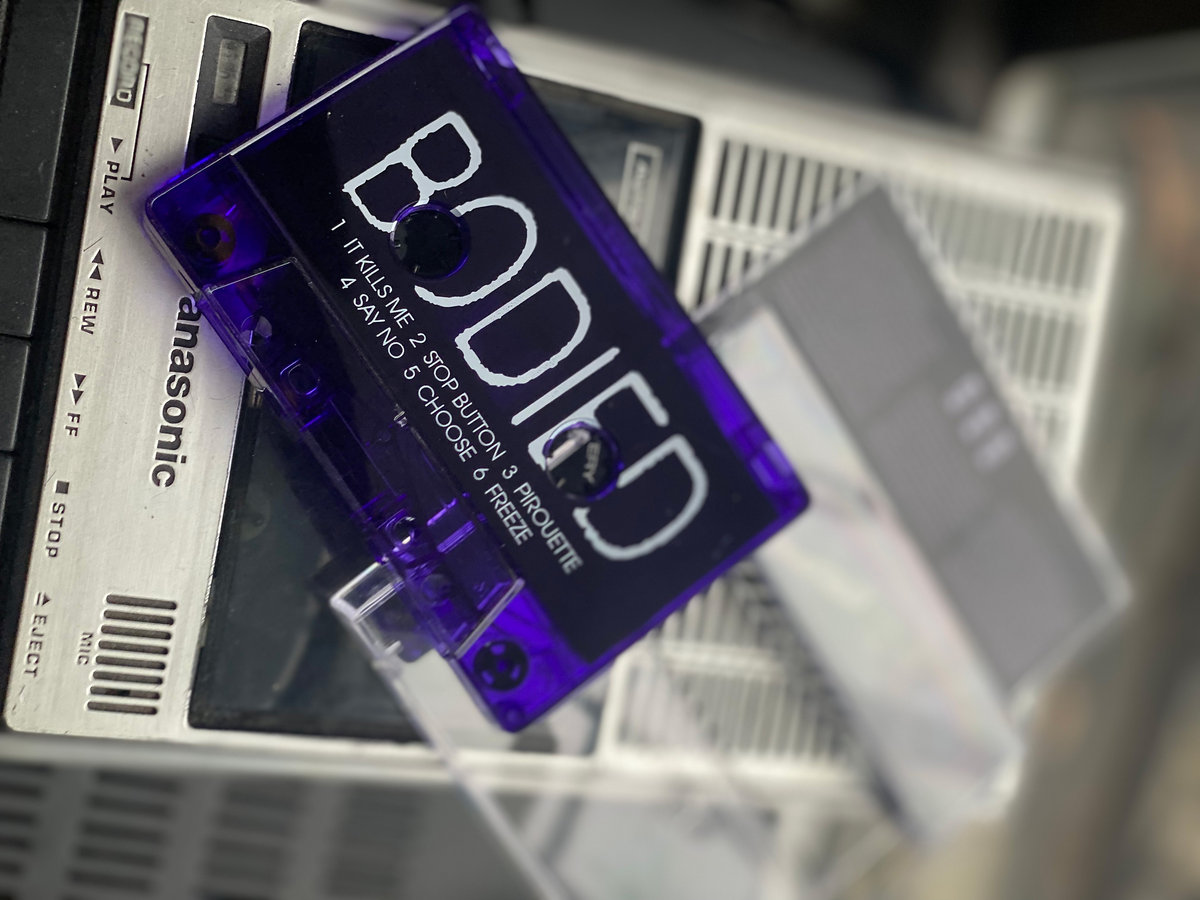 BODIED
1 IT KILLS ME 2 STOP BUTTON 3 PIROUETTE
4 SAY NO 5 CHOOSE 6 FREEZE
RECORD
▶ PLAY
◀◀ REW
▶▶ FF
■ STOP
▲ EJECT
anasonic
MIC